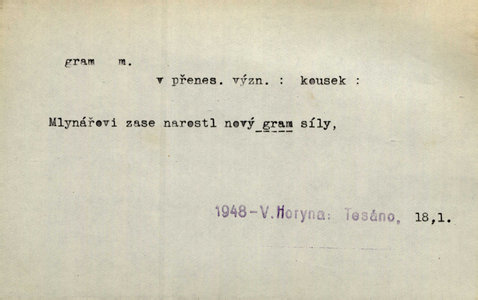 gram m.
v přenes. význ. : kousek :
Mlynářovi zase narostl nový gram síly,
1948-V. Horyna: Tesáno, 18,1.